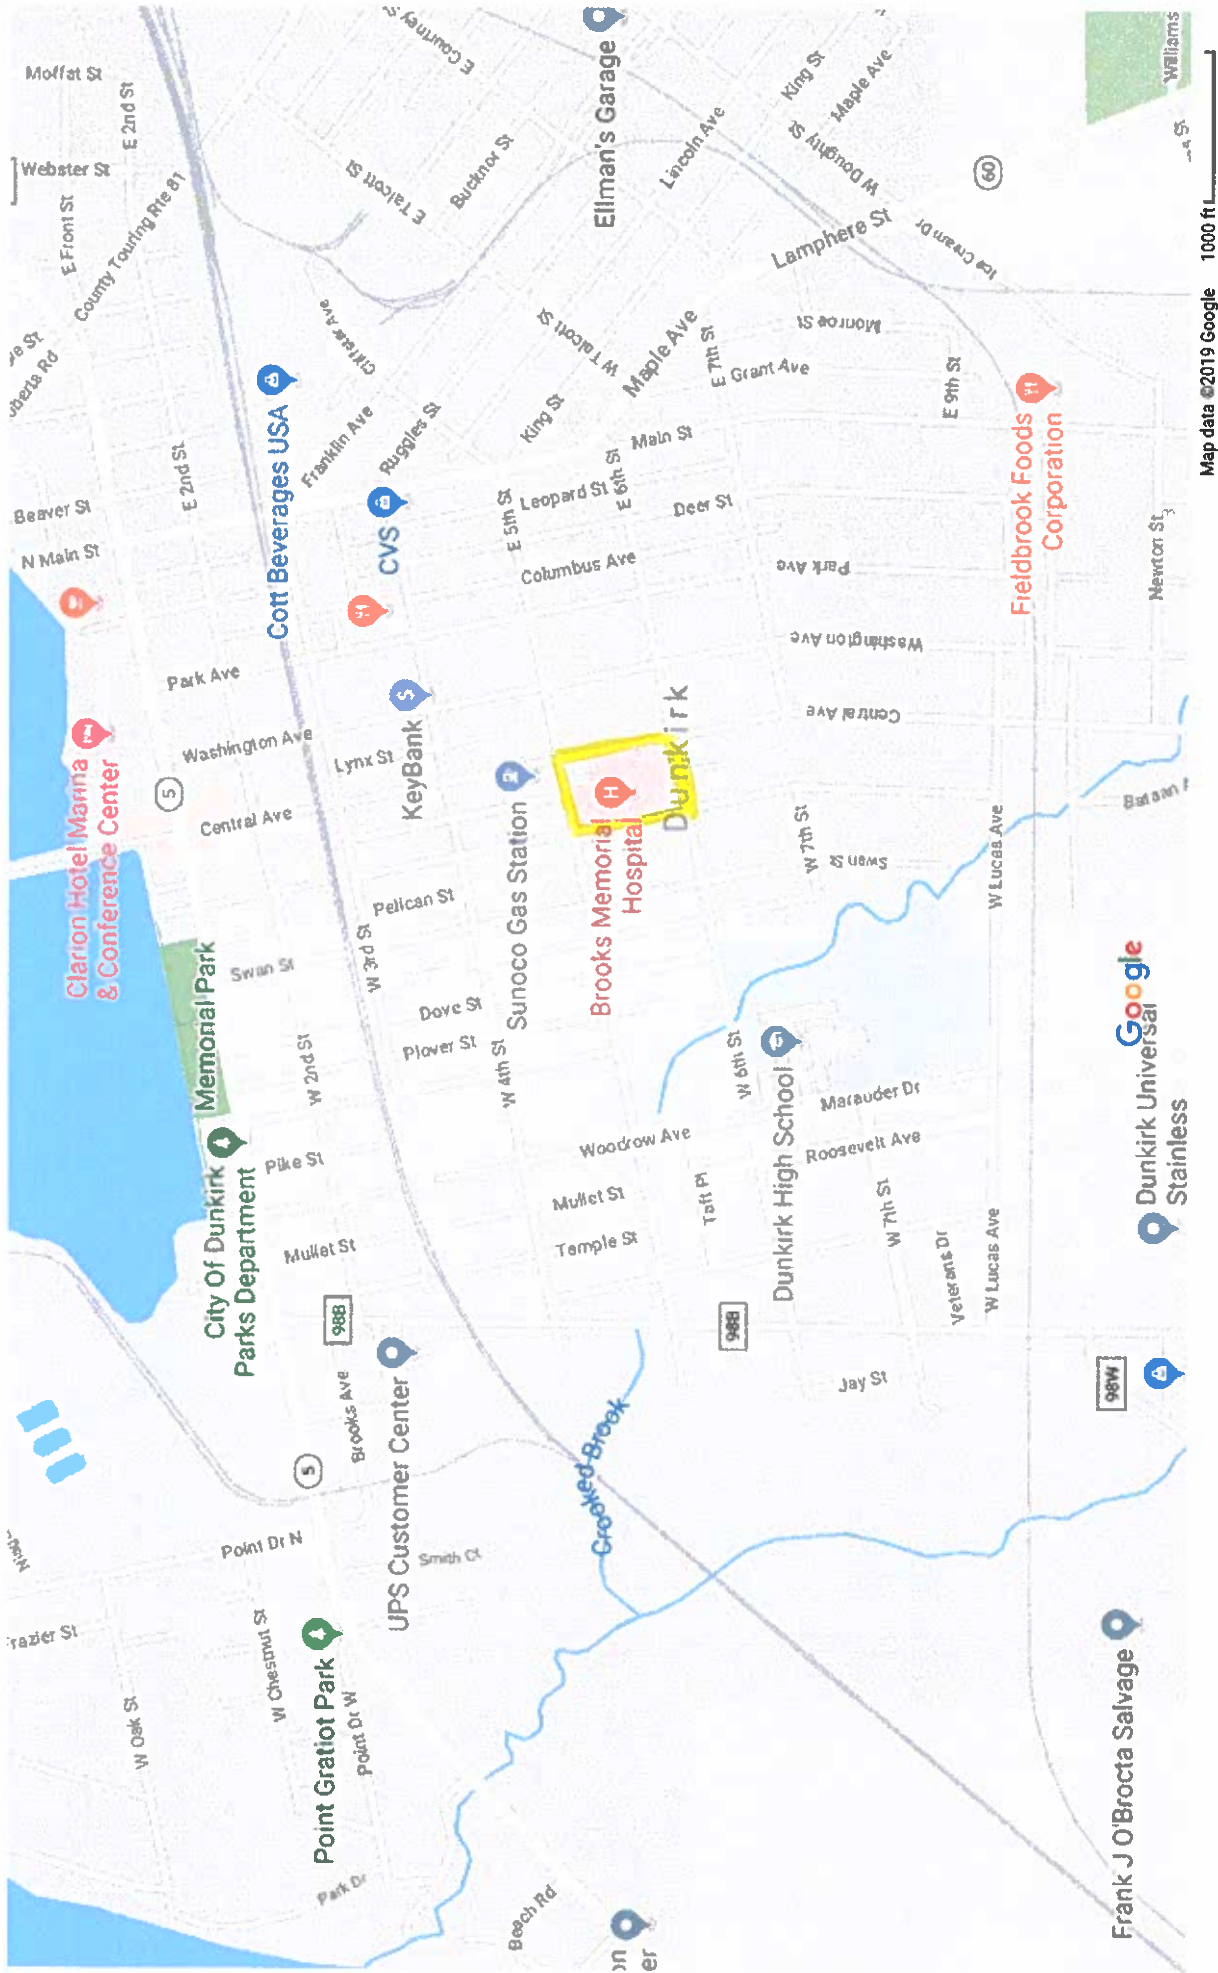 Moffat St
E 2nd St
Webster St
E Front St
County Touring Rte 81
E Courtney St
Ellman's Garage
King St
Maple Ave
Williams
E Talcott St
Bucknor St
Lincoln Ave
W Doughty St
60
Lamphere St
Ice Cream Dr
1000 ft
Map data ©2019 Google
Franklin Ave
Ruggles St
W Talcott St
Maple Ave
E 7th St
Grant Ave
Monroe St
King St
Main St
E 9th St
Beaver St
N Main St
E 2nd St
Cott Beverages USA
CVS
E 5th St
Leopard St
E 6th St
Deer St
Columbus Ave
Park Ave
Fieldbrook Foods
Corporation
Newton St
Park Ave
Washington Ave
Lynx St
KeyBank
Washington Ave
Central Ave
Clarion Hotel Marina
& Conference Center
5
Central Ave
Sunoco Gas Station
Brooks Memorial
Hospital
H
Dunkirk
W 7th St
Swan St
W Lucas Ave
Pelican St
W 3rd St
Swan St
Memorial Park
Dove St
Plover St
W 2nd St
W 4th St
W 6th St
Marauder Dr
Google
Dunkirk Universal
Stainless
City Of Dunkirk
Parks Department
Pike St
Mullet St
Woodrow Ave
Mullet St
Temple St
Taft Pl
Dunkirk High School
Roosevelt Ave
W 7th St
Veterans Dr
W Lucas Ave
98B
98B
Brooks Ave
UPS Customer Center
Jay St
98W
5
Crooked Brook
Point Dr N
Smith Ct
Frazier St
W Oak St
W Chestnut St
Point Gratiot Park
Point Dr W
Park Dr
Beach Rd
Frank J O'Brocta Salvage